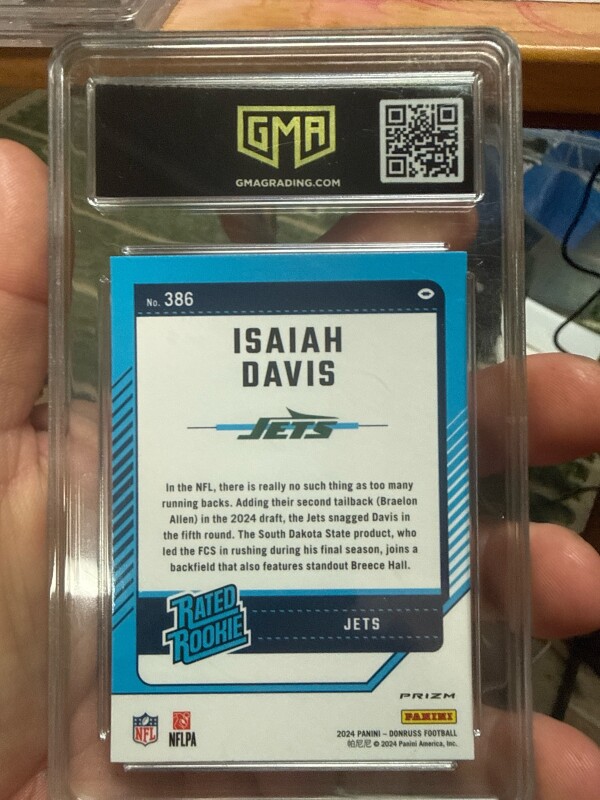 GMA
GMAGRADING.COM
No. 386
ISAIAH
DAVIS
JETS
In the NFL, there is really no such thing as too many
running backs. Adding their second tailback (Braelon
Allen) in the 2024 draft, the Jets snagged Davis in
the fifth round. The South Dakota State product, who
led the FCS in rushing during his final season, joins a
backfield that also features standout Breece Hall.
RATED
ROOKIE
JETS
PRIZM
PANINI
NFL
NFLPA
2024 PANINI – DONRUSS FOOTBALL
帕尼尼 © 2024 Panini America, Inc.